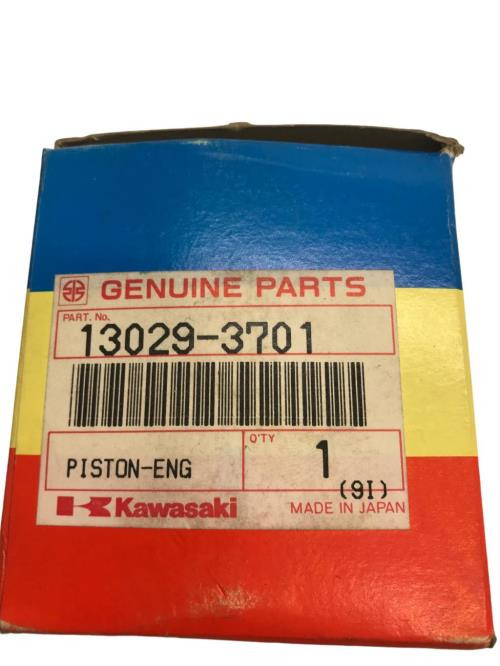 GENUINE PARTS
PART. No.
13029-3701
PISTON-ENG
Q'TY
1
(9I)
Kawasaki
MADE IN JAPAN